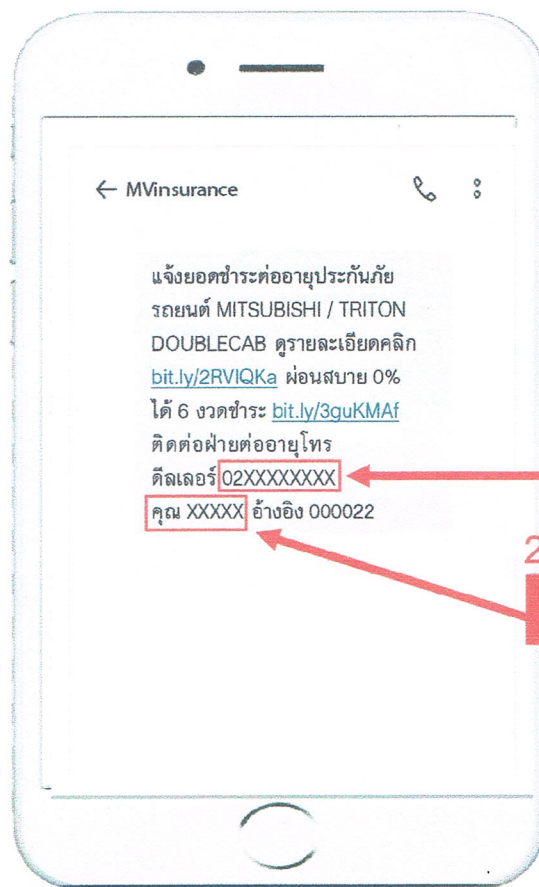 ← MVinsurance
แจ้งยอดชำระต่ออายุประกันภัย
รถยนต์ MITSUBISHI / TRITON
DOUBLECAB ดูรายละเอียดคลิก
bit.ly/2RVIQKa ผ่อนสบาย 0%
ได้ 6 งวดชำระ bit.ly/3guKMAf
ติดต่อฝ่ายต่ออายุโทร
ดีลเลอร์ 02XXXXXXXX
คุณ XXXXX อ้างอิง 000022
2